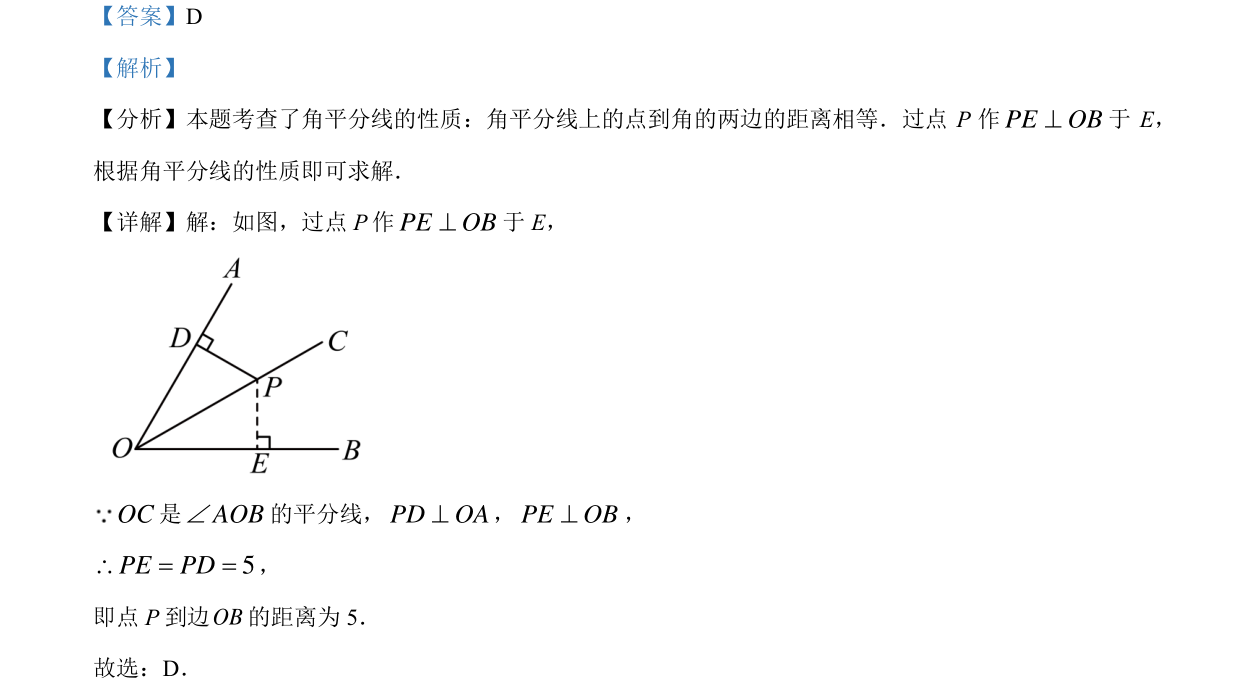 【答案】D
【解析】
【分析】本题考查了角平分线的性质：角平分线上的点到角的两边的距离相等．过点 P 作 PE ⊥ OB 于 E，
根据角平分线的性质即可求解．
【详解】解：如图，过点 P 作 PE ⊥ OB 于 E，
A
D
C
P
O
E
B
∵OC 是∠AOB 的平分线，PD ⊥ OA，PE ⊥ OB，
∴PE = PD = 5，
即点 P 到边 OB 的距离为 5．
故选：D．